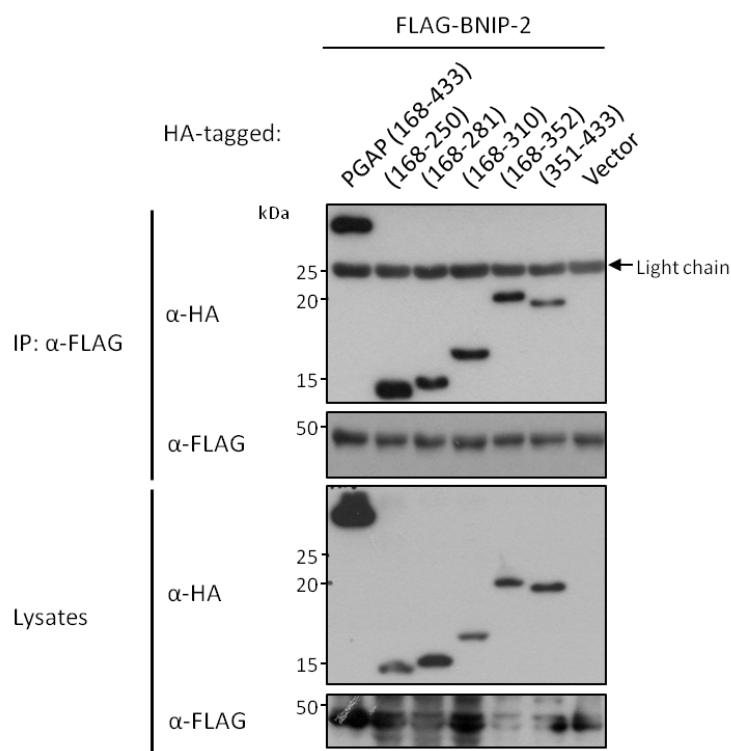 FLAG-BNIP-2
HA-tagged:
PGAP (168-433)
(168-250)
(168-281)
(168-310)
(168-352)
(351-433)
Vector
kDa
25
Light chain
20
α-HA
IP: α-FLAG
15
50
α-FLAG
25
20
α-HA
Lysates
15
50
α-FLAG